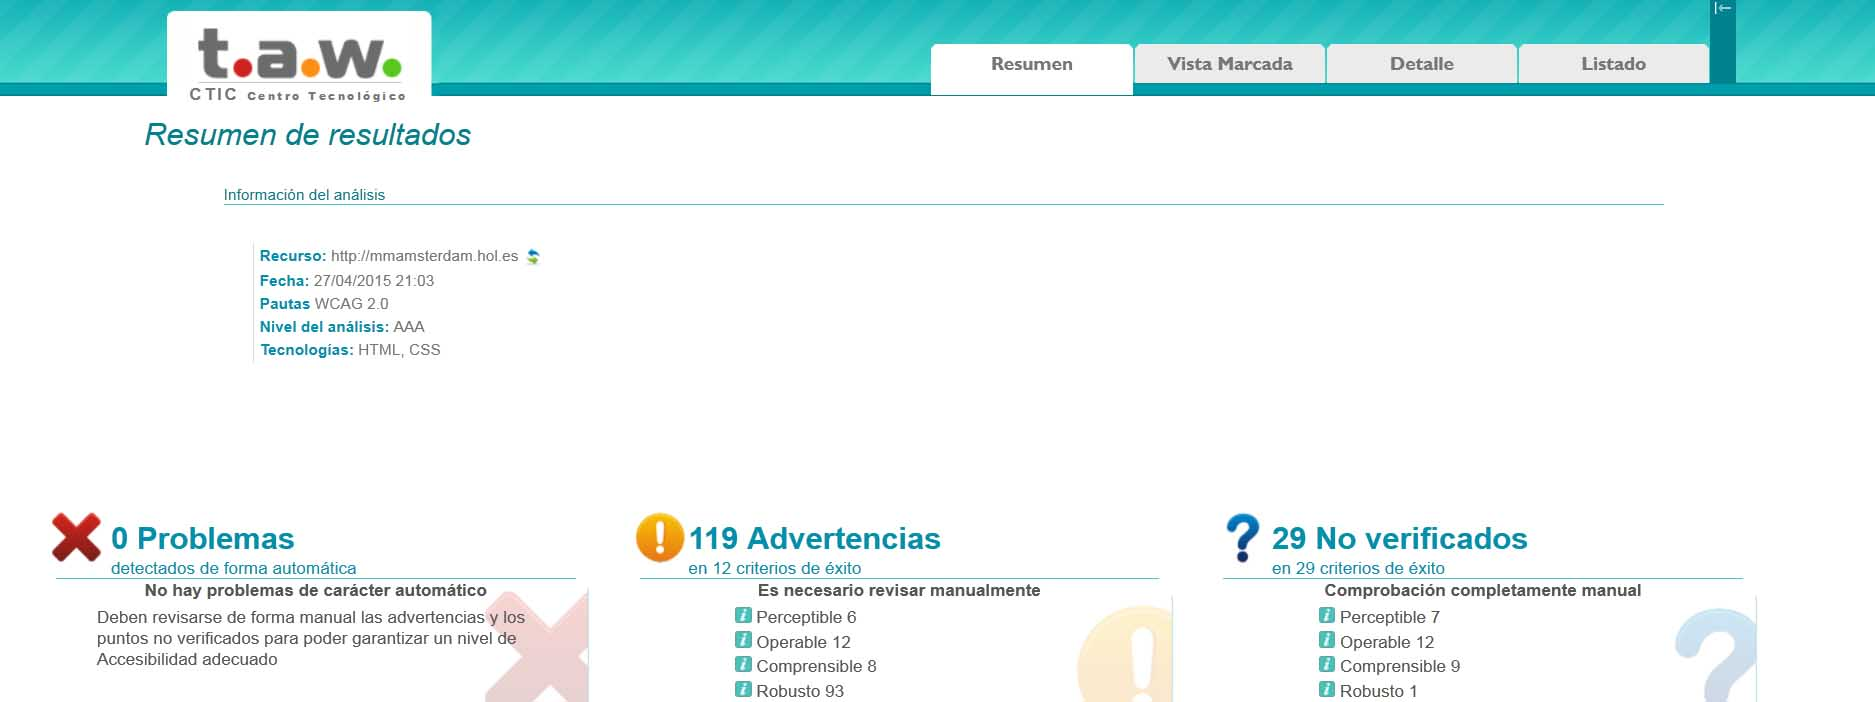 t.a.w.
CTIC Centro Tecnológico
Resumen
Vista Marcada
Detalle
Listado
Resumen de resultados
Información del análisis
Recurso: http://mmamsterdam.hol.es
Fecha: 27/04/2015 21:03
Pautas WCAG 2.0
Nivel del análisis: AAA
Tecnologías: HTML, CSS
0 Problemas
detectados de forma automática
No hay problemas de carácter automático
Deben revisarse de forma manual las advertencias y los
puntos no verificados para poder garantizar un nivel de
Accesibilidad adecuado
119 Advertencias
en 12 criterios de éxito
Es necesario revisar manualmente
Perceptible 6
Operable 12
Comprensible 8
Robusto 93
29 No verificados
en 29 criterios de éxito
Comprobación completamente manual
Perceptible 7
Operable 12
Comprensible 9
Robusto 1